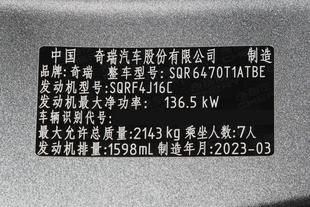 中国 奇瑞汽车股份有限公司 制造
品牌：奇瑞 整车型号：SQR6470T1ATBE
发动机型号：SQRF4J16C
发动机最大净功率：136.5 kW
车辆识别代号：
最大允许总质量：2143 kg 乘坐人数：7人
发动机排量：1598mL 制造年月：2023-03